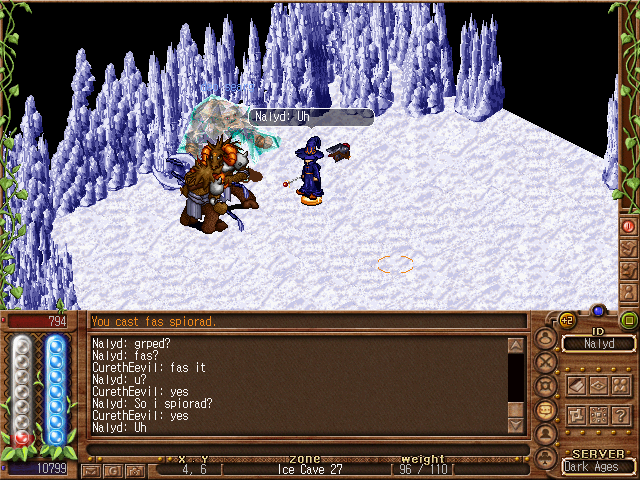 Nalyd: Uh
794
You cast fas spiorad.
Nalyd: grped?
Nalyd: fas?
CurethEevil: fas it
Nalyd: u?
CurethEevil: yes
Nalyd: So i spiorad?
CurethEevil: yes
Nalyd: Uh
+2
ID
Nalyd
10799
x y zone weight
4, 6 Ice Cave 27 96 / 110
SERVER
Dark Ages